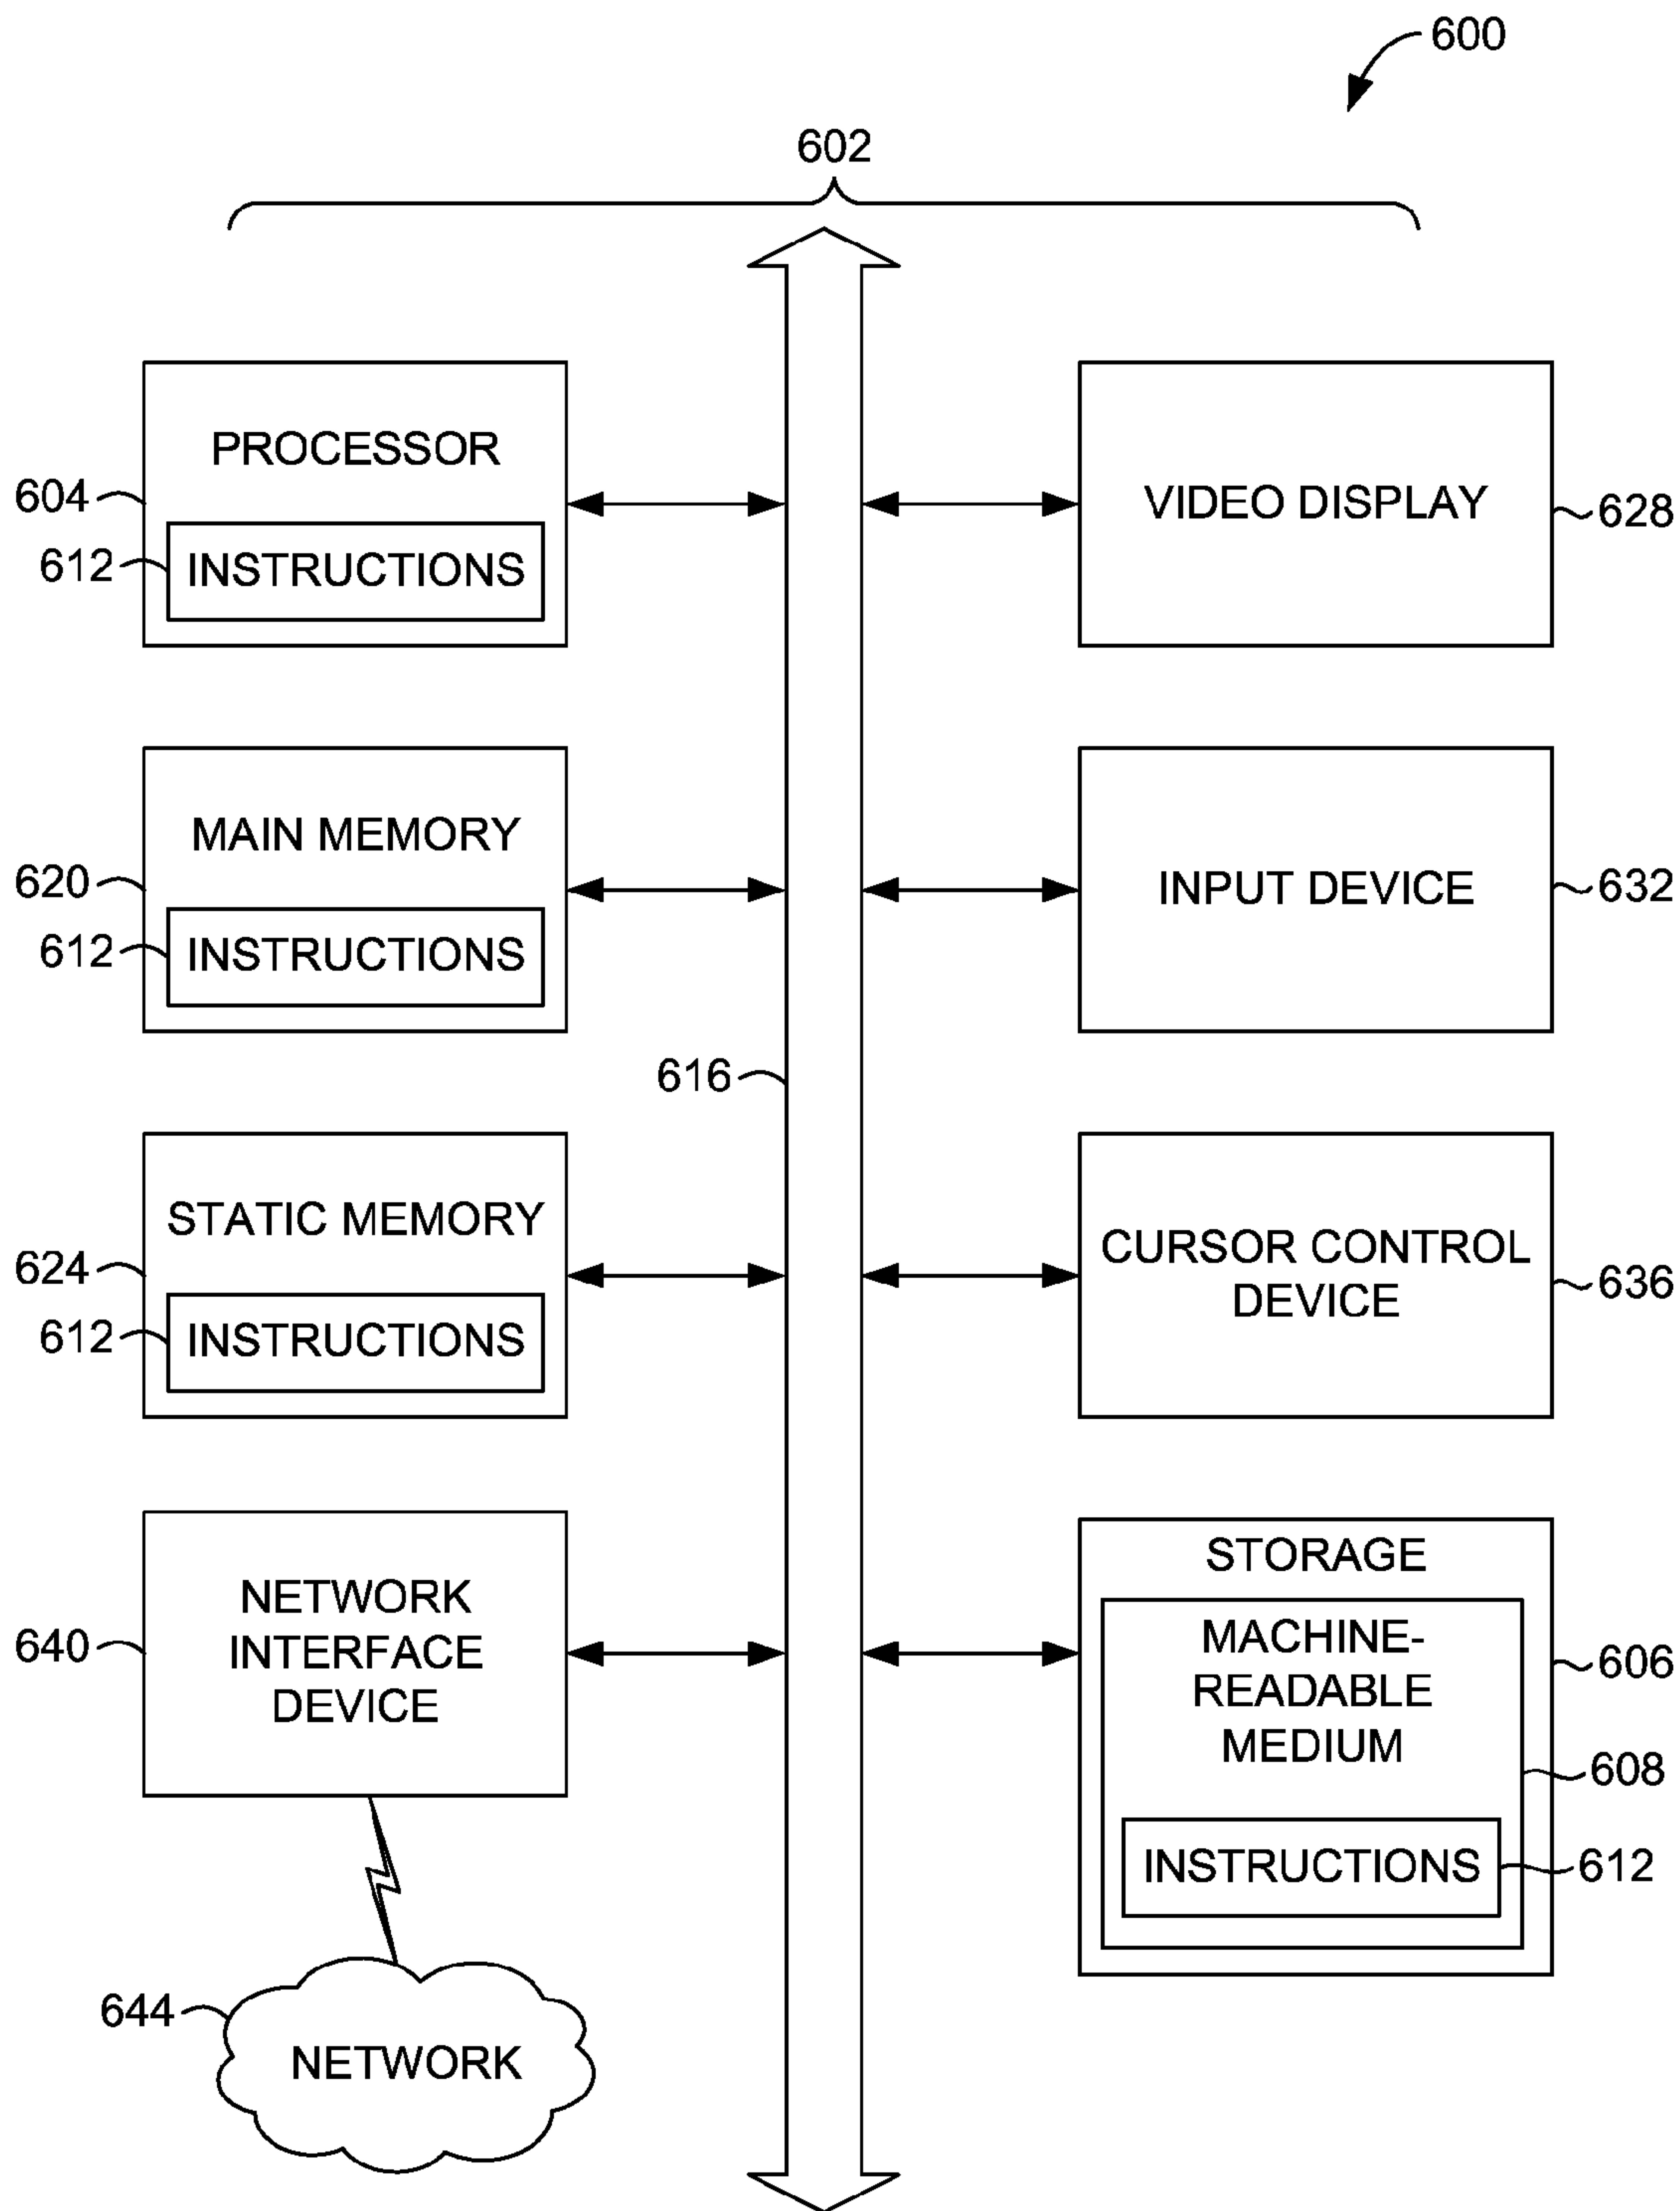 600
602
PROCESSOR
604
612
INSTRUCTIONS
VIDEO DISPLAY
628
MAIN MEMORY
620
612
INSTRUCTIONS
INPUT DEVICE
632
616
STATIC MEMORY
624
612
INSTRUCTIONS
CURSOR CONTROL
DEVICE
636
NETWORK
INTERFACE
DEVICE
640
STORAGE
606
MACHINE-
READABLE
MEDIUM
608
INSTRUCTIONS
612
644
NETWORK